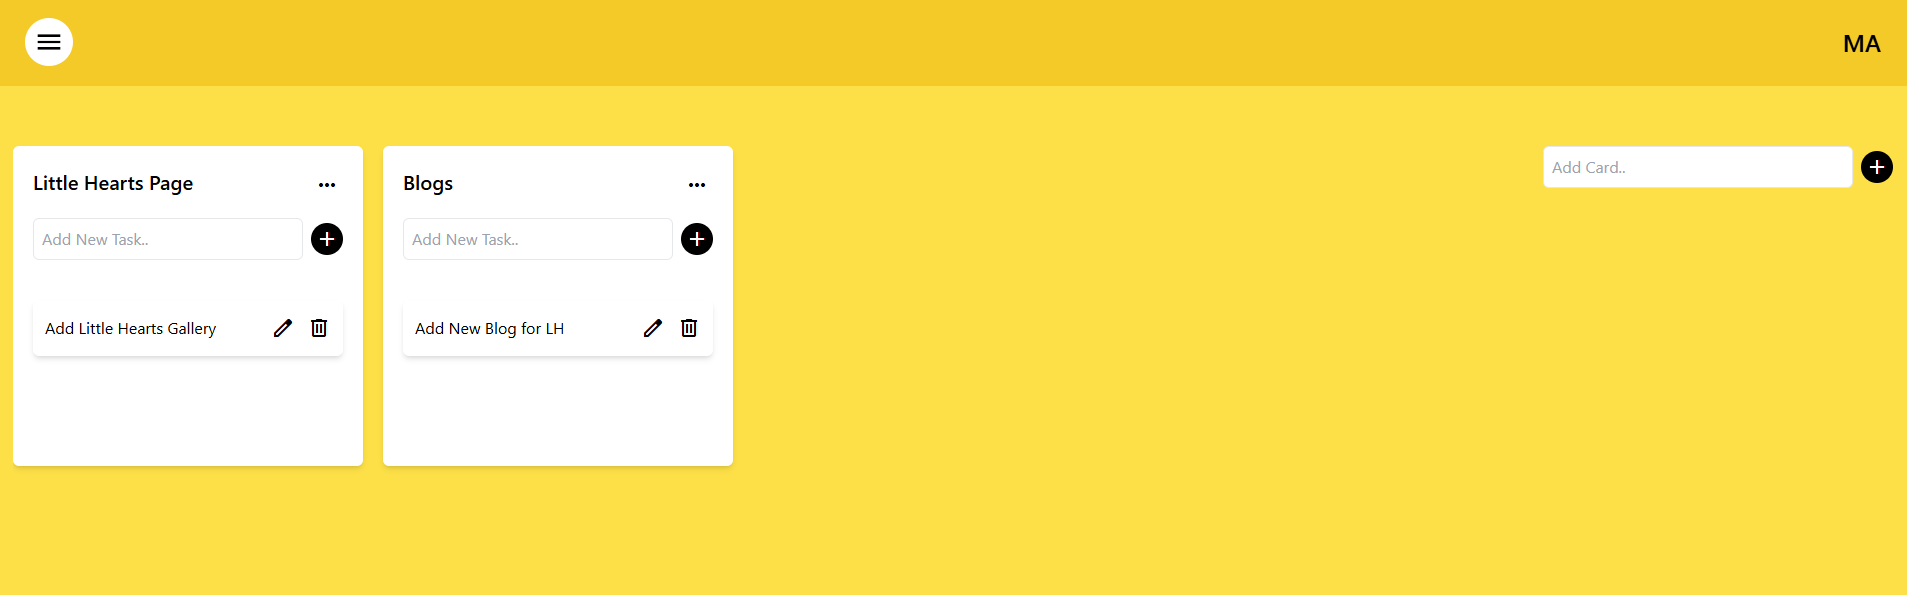 MA
Little Hearts Page
Add New Task..
Add Little Hearts Gallery
Blogs
Add New Task..
Add New Blog for LH
Add Card..